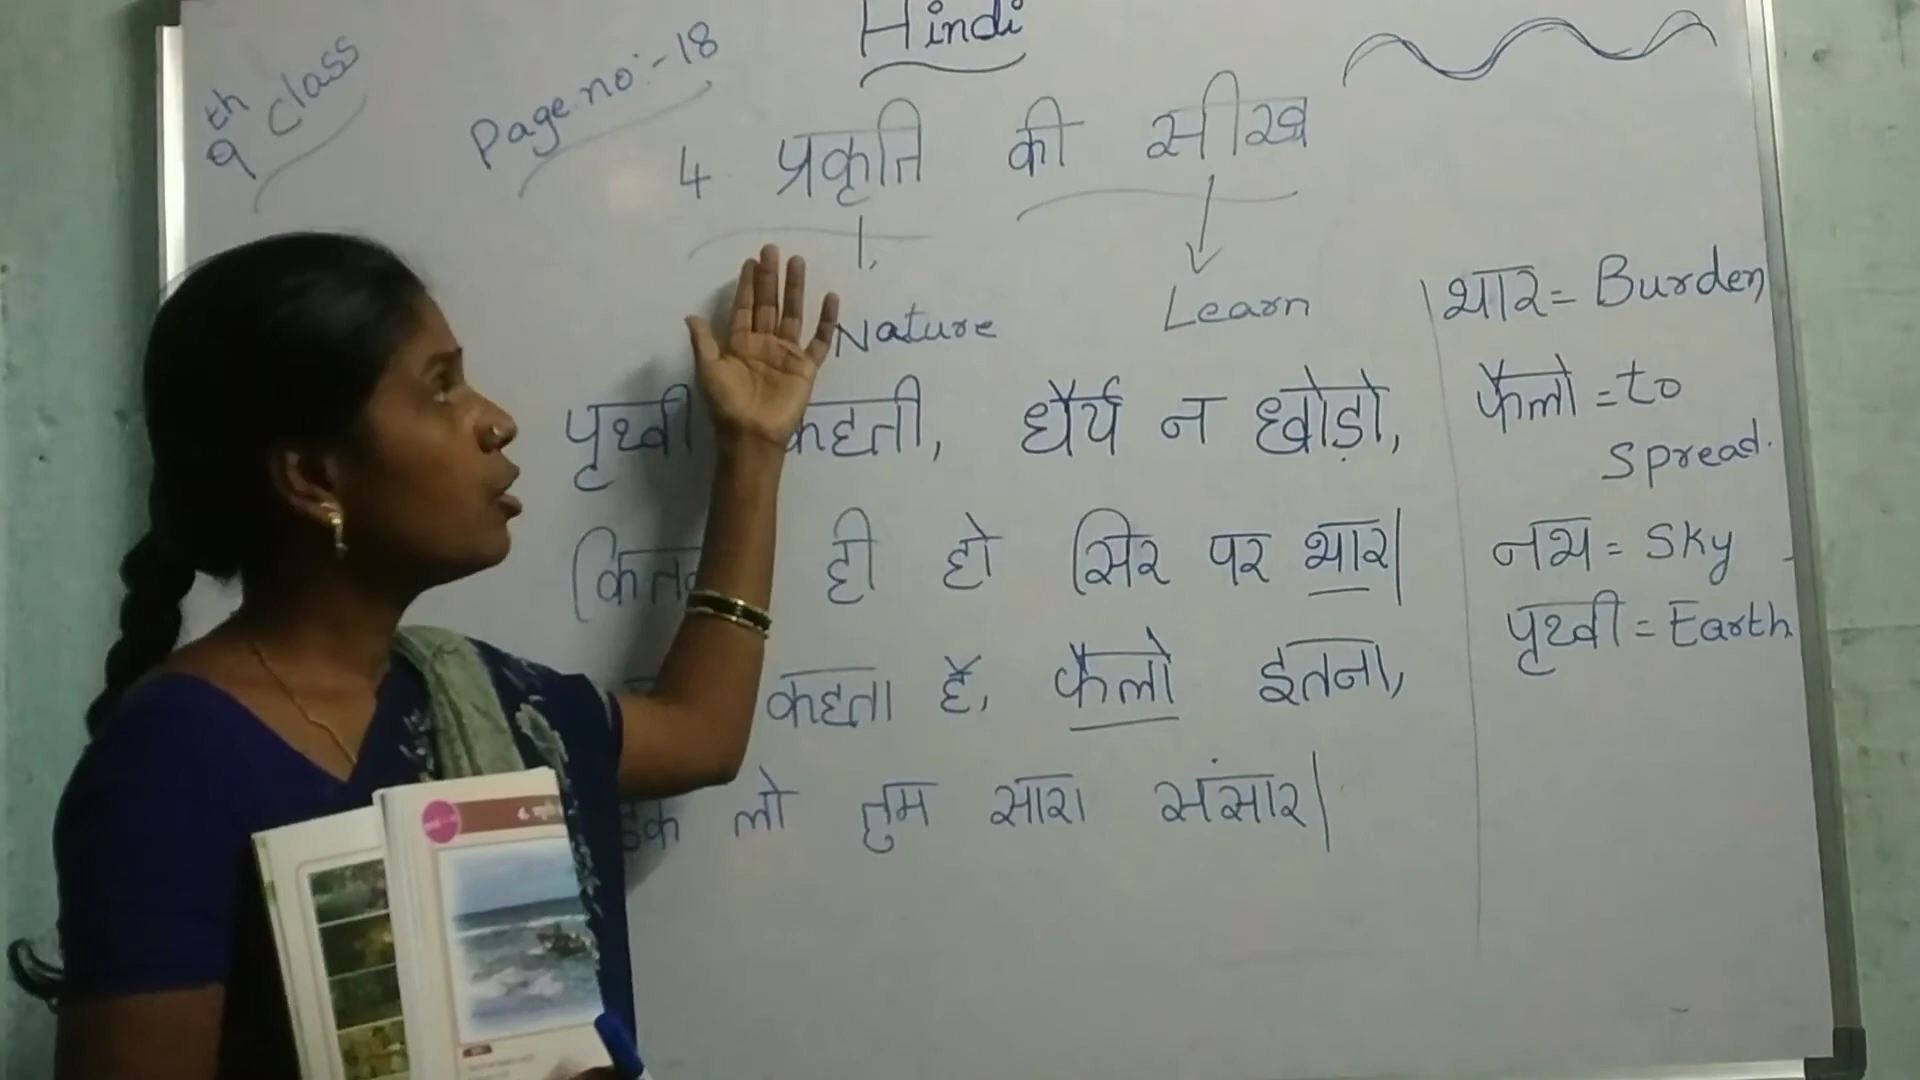 Hindi
9th class
Page.no:-18
4 प्रकृति की सीख
Nature
Learn
पृथ्वी कहती, धैर्य न छोड़ो,
ही हो सिर पर भार।
कहता है, फैलो इतना,
ढक लो तुम सारा संसार।
भार = Burden
फैलो = to
spread.
नभ = Sky
पृथ्वी = Earth